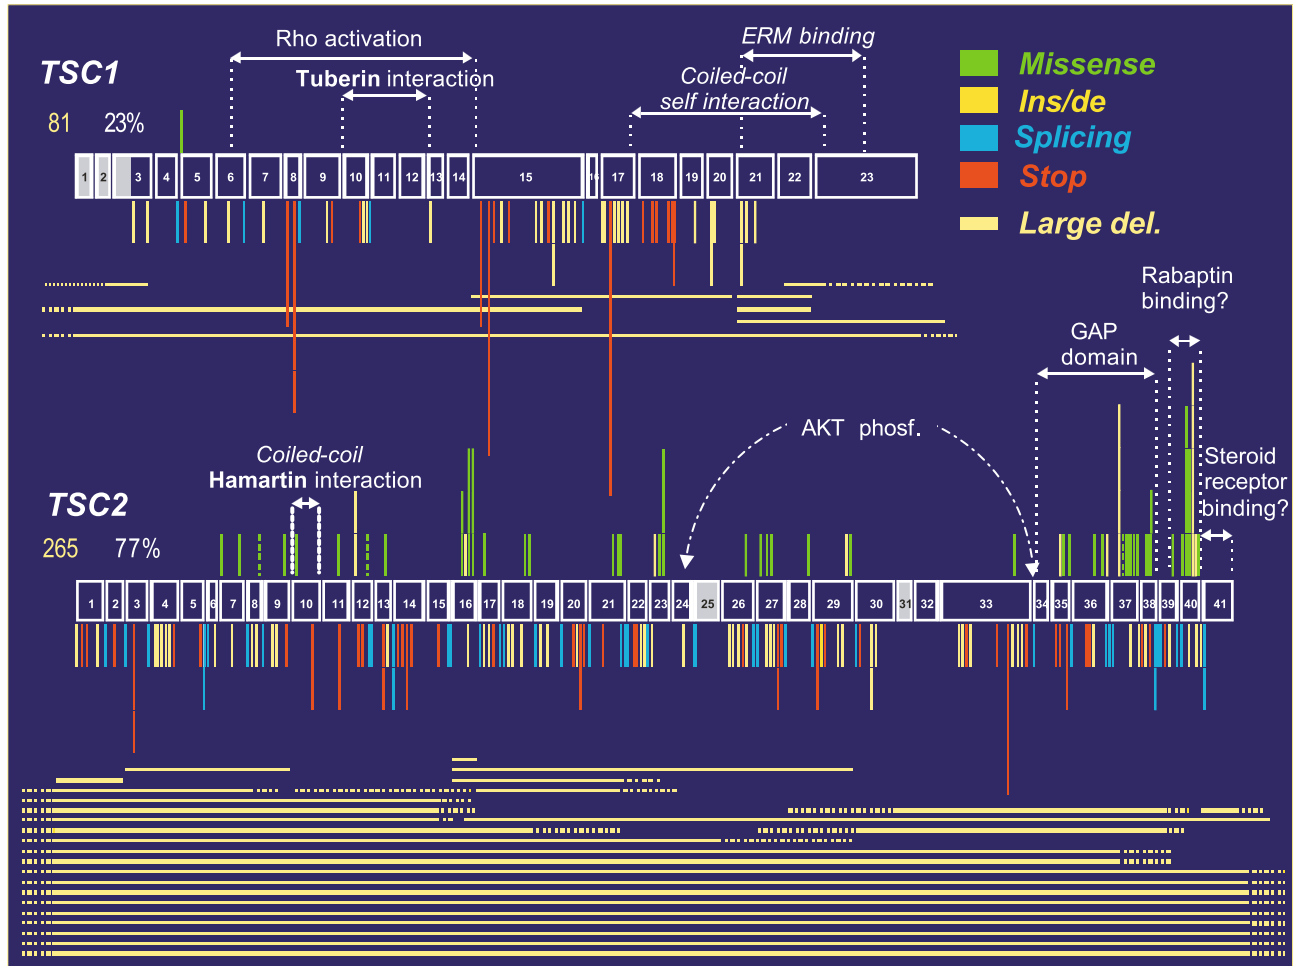 Rho activation
ERM binding
TSC1
Tuberin interaction
Coiled-coil
self interaction
81 23%
Missense
Ins/de
Splicing
Stop
Large del.
1 2 3 4 5 6 7 8 9 10 11 12 13 14 15 16 17 18 19 20 21 22 23
Rabaptin
binding?
GAP
domain
AKT phosf.
Coiled-coil
Hamartin interaction
Steroid
receptor
binding?
TSC2
265 77%
1 2 3 4 5 6 7 8 9 10 11 12 13 14 15 16 17 18 19 20 21 22 23 24 25 26 27 28 29 30 31 32 33 34 35 36 37 38 39 40 41